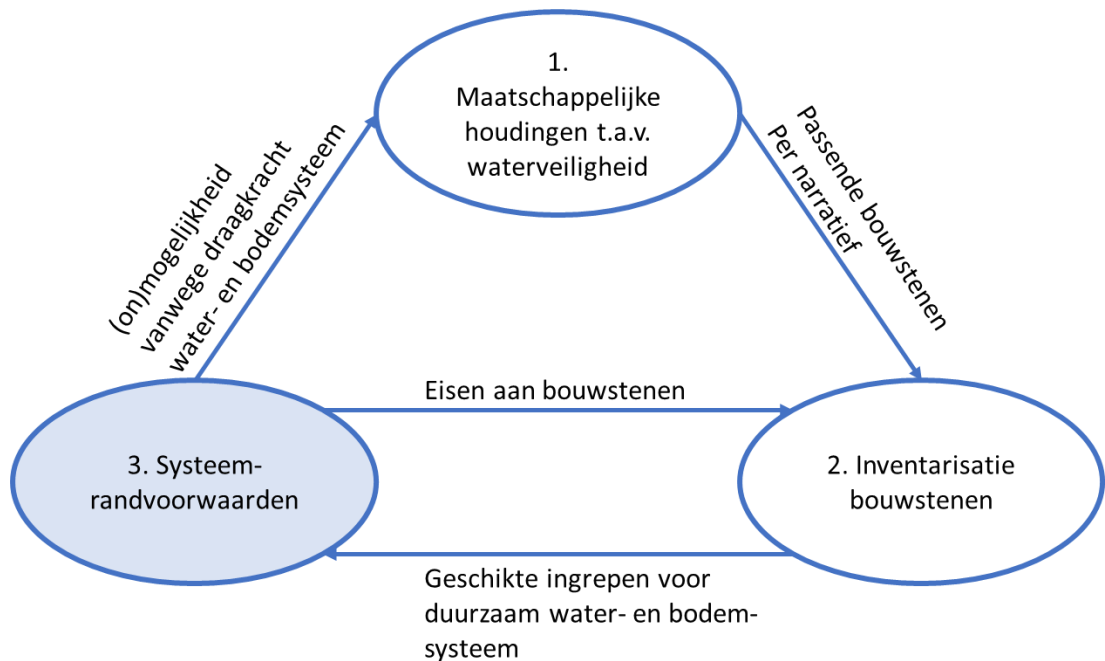 1.
Maatschappelijke
houdingen t.a.v.
waterveiligheid
(on)mogelijkheid
vanwege draagkracht
water- en bodemsysteem
Passende bouwstenen
Per narratief
Eisen aan bouwstenen
3. Systeem-
randvoorwaarden
2. Inventarisatie
bouwstenen
Geschikte ingrepen voor
duurzaam water- en bodem-
systeem